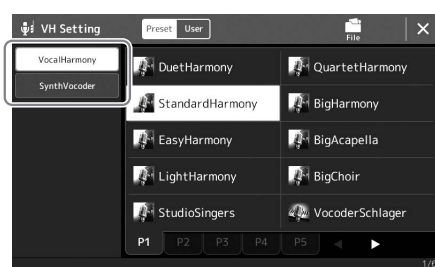 VH Setting
Preset User
File
VocalHarmony
SynthVocoder
DuetHarmony
QuartetHarmony
StandardHarmony
BigHarmony
EasyHarmony
BigAcapella
LightHarmony
BigChoir
StudioSingers
VocoderSchlager
P1 P2 P3 P4 P5
1/6